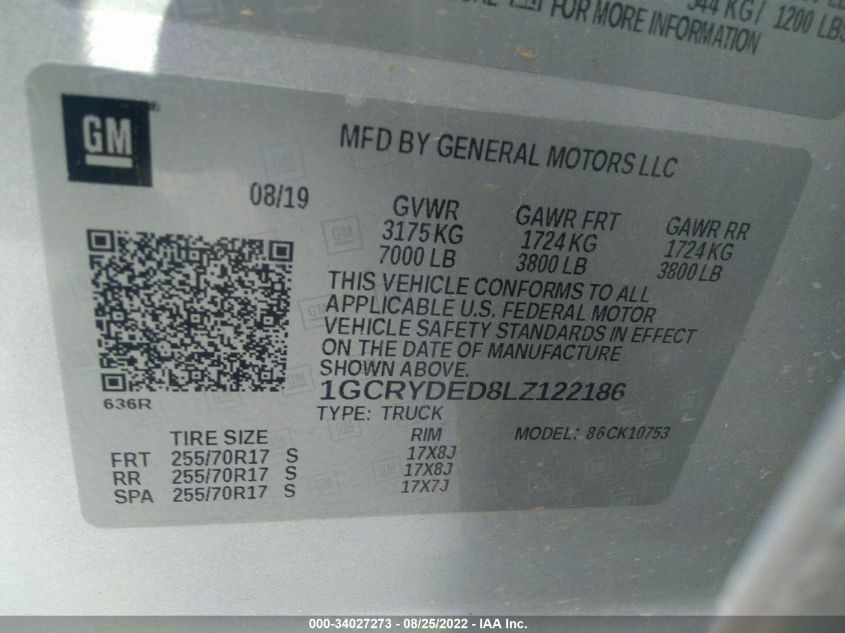 544 KG / 1200 LBS
FOR MORE INFORMATION
GM
MFD BY GENERAL MOTORS LLC
08/19
GVWR GAWR FRT GAWR RR
3175 KG 1724 KG 1724 KG
7000 LB 3800 LB 3800 LB
THIS VEHICLE CONFORMS TO ALL
APPLICABLE U.S. FEDERAL MOTOR
VEHICLE SAFETY STANDARDS IN EFFECT
ON THE DATE OF MANUFACTURE
SHOWN ABOVE.
636R
1GCRYDED8LZ122186
TYPE: TRUCK
TIRE SIZE RIM MODEL: 86CK10753
FRT 255/70R17 S 17X8J
RR 255/70R17 S 17X8J
SPA 255/70R17 S 17X7J
000-34027273 - 08/25/2022 - IAA Inc.